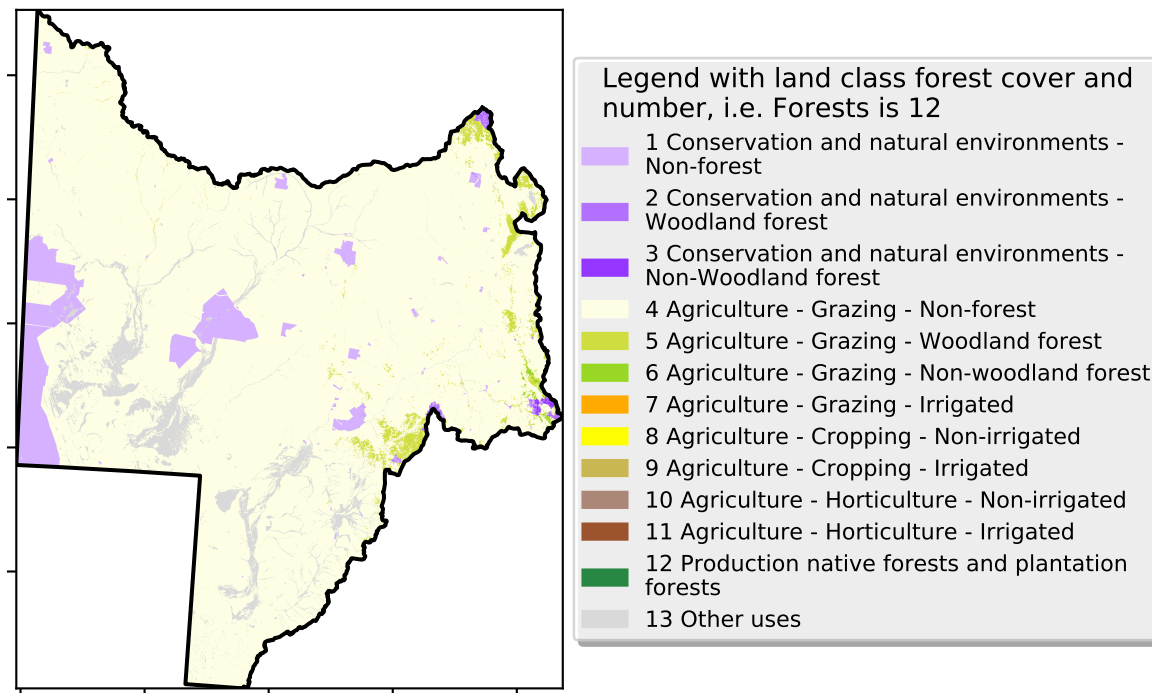 Legend with land class forest cover and
number, i.e. Forests is 12
1 Conservation and natural environments -
Non-forest
2 Conservation and natural environments -
Woodland forest
3 Conservation and natural environments -
Non-Woodland forest
4 Agriculture - Grazing - Non-forest
5 Agriculture - Grazing - Woodland forest
6 Agriculture - Grazing - Non-woodland forest
7 Agriculture - Grazing - Irrigated
8 Agriculture - Cropping - Non-irrigated
9 Agriculture - Cropping - Irrigated
10 Agriculture - Horticulture - Non-irrigated
11 Agriculture - Horticulture - Irrigated
12 Production native forests and plantation
forests
13 Other uses